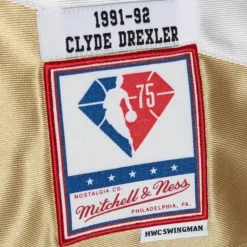 1991-92
CLYDE DREXLER
75
NOSTALGIA CO.
Mitchell & Ness
PHILADELPHIA, PA.
HWC SWINGMAN